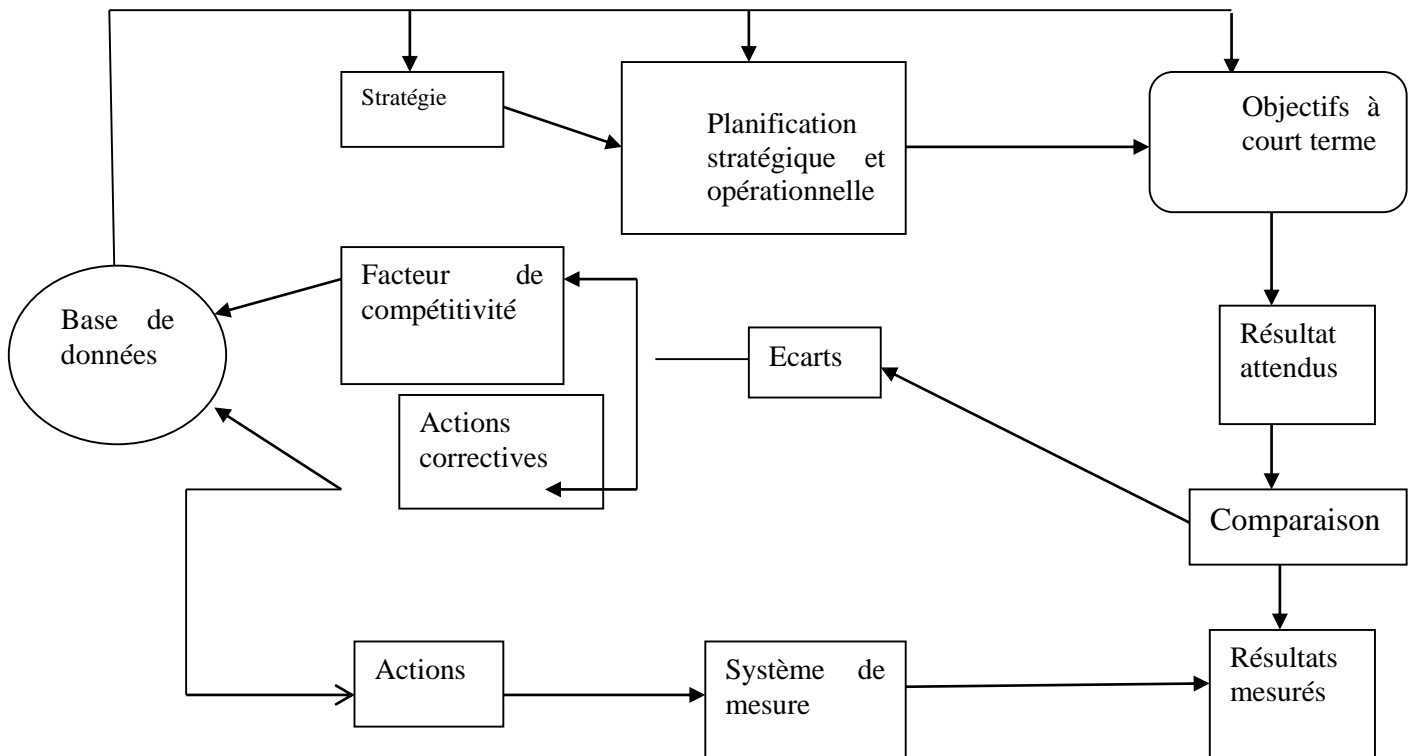 Stratégie
Planification
stratégique et
opérationnelle
Objectifs à
court terme
Facteur de
compétitivité
Base de
données
Ecarts
Résultat
attendus
Actions
correctives
Comparaison
Actions
Système de
mesure
Résultats
mesurés